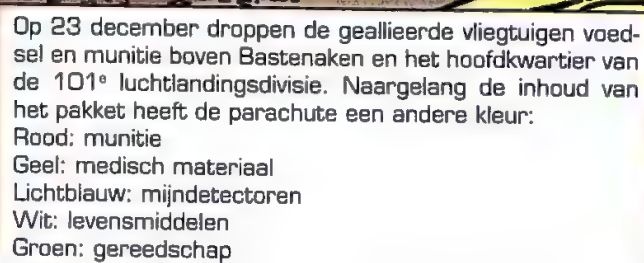 Op 23 december droppen de geallieerde vliegtuigen voed-
sel en munitie boven Bastenaken en het hoofdkwartier van
de 101e luchtlandingsdivisie. Naargelang de inhoud van
het pakket heeft de parachute een andere kleur:
Rood: munitie
Geel: medisch materiaal
Lichtblauw: mijndetectoren
Wit: levensmiddelen
Groen: gereedschap